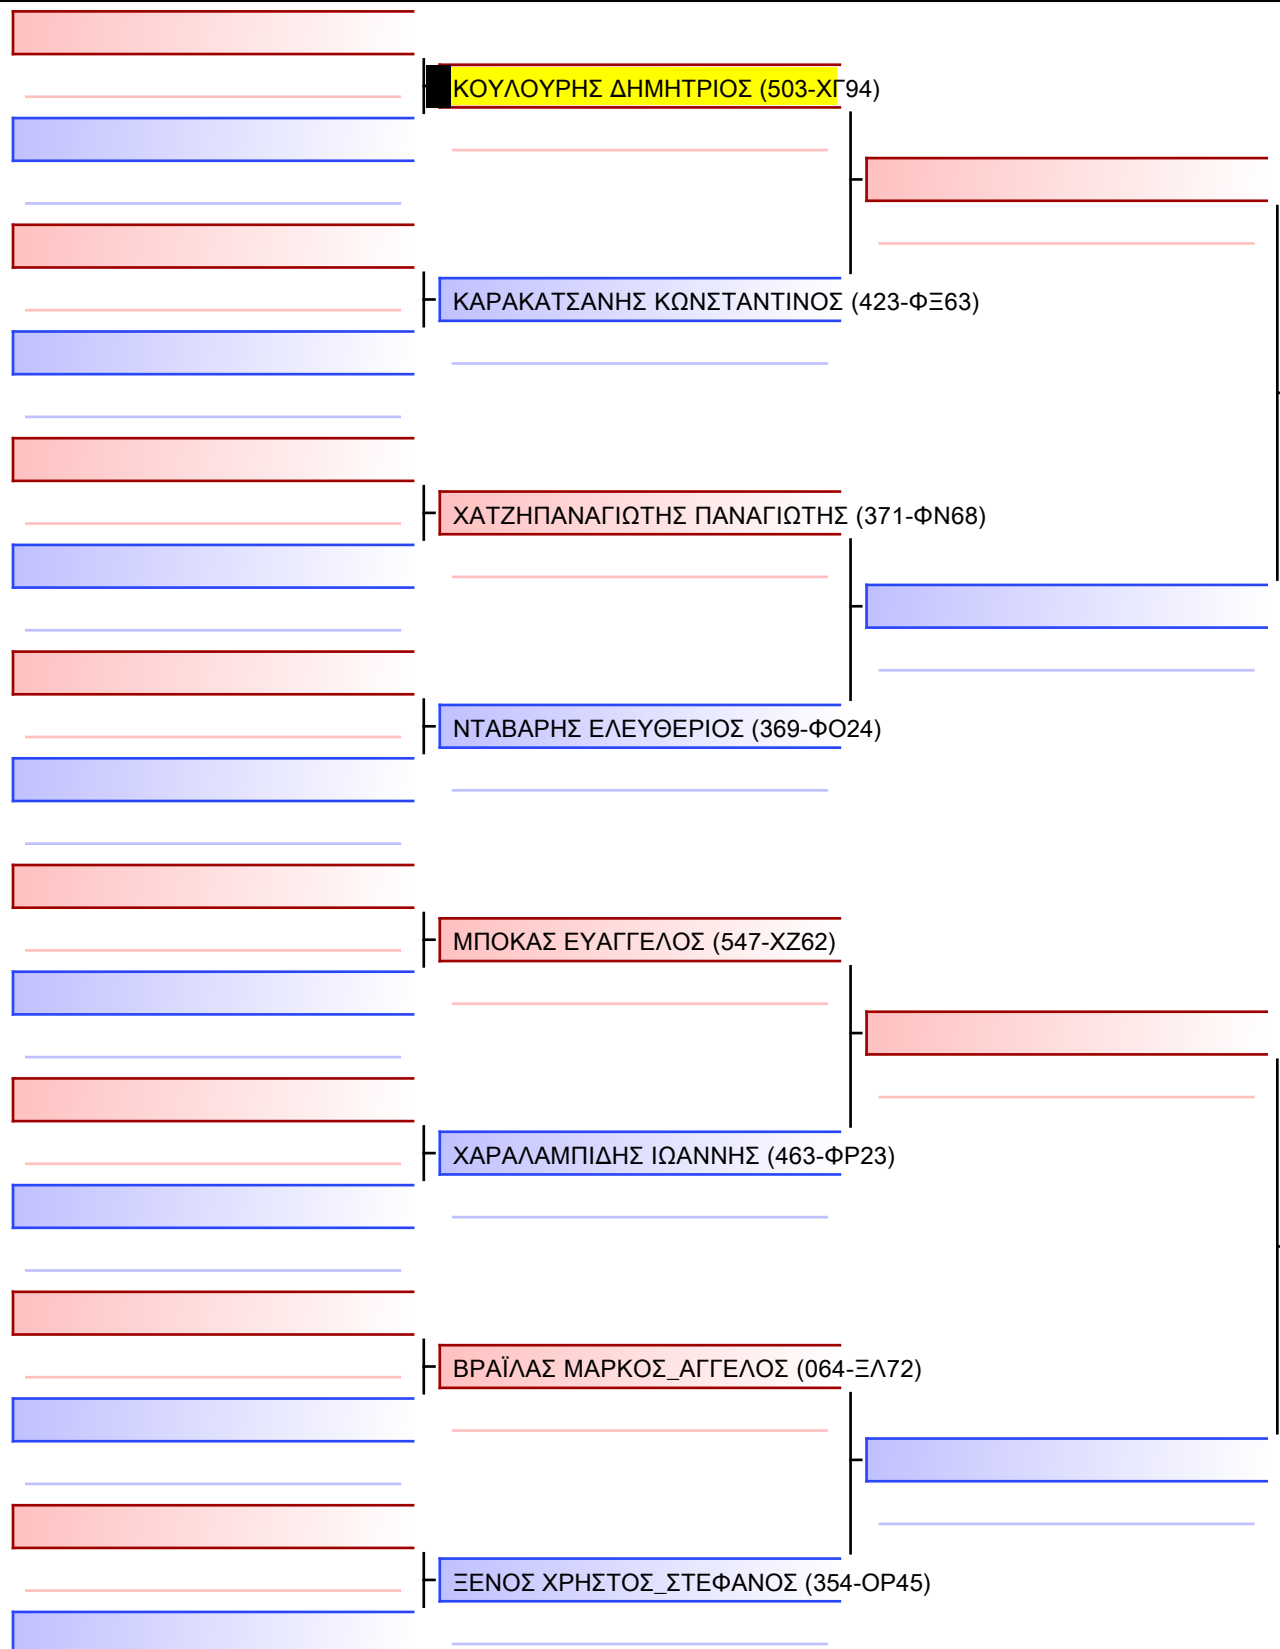 ΚΟΥΛΟΥΡΗΣ ΔΗΜΗΤΡΙΟΣ (503-ΧΓ94)
ΚΑΡΑΚΑΤΣΑΝΗΣ ΚΩΝΣΤΑΝΤΙΝΟΣ (423-ΦΞ63)
ΧΑΤΖΗΠΑΝΑΓΙΩΤΗΣ ΠΑΝΑΓΙΩΤΗΣ (371-ΦΝ68)
ΝΤΑΒΑΡΗΣ ΕΛΕΥΘΕΡΙΟΣ (369-ΦΟ24)
ΜΠΟΚΑΣ ΕΥΑΓΓΕΛΟΣ (547-ΧΖ62)
ΧΑΡΑΛΑΜΠΙΔΗΣ ΙΩΑΝΝΗΣ (463-ΦΡ23)
ΒΡΑΪΛΑΣ ΜΑΡΚΟΣ_ΑΓΓΕΛΟΣ (064-ΞΛ72)
ΞΕΝΟΣ ΧΡΗΣΤΟΣ_ΣΤΕΦΑΝΟΣ (354-ΟΡ45)